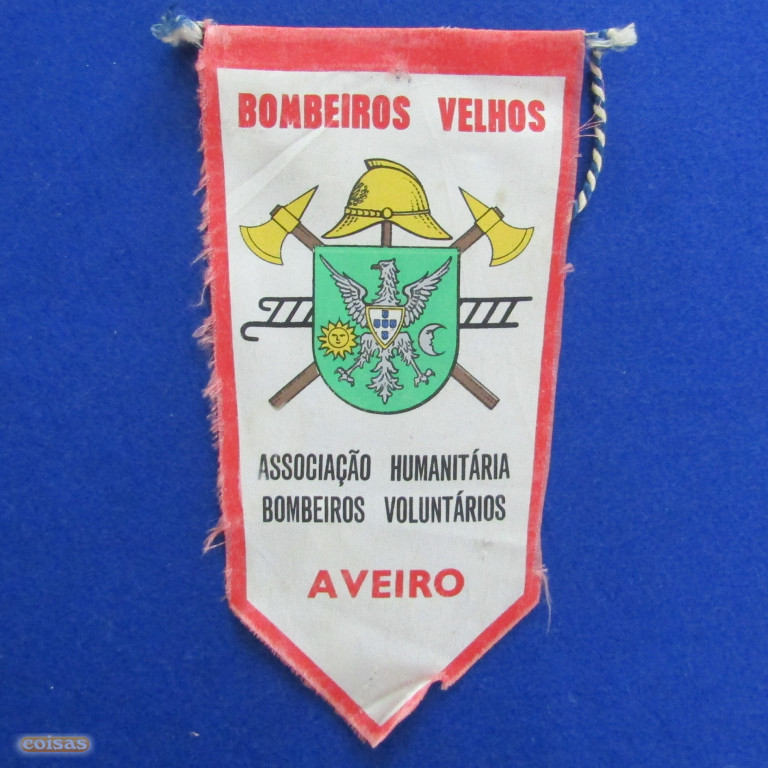 BOMBEIROS VELHOS
ASSOCIAÇÃO HUMANITÁRIA
BOMBEIROS VOLUNTÁRIOS
AVEIRO
coisas